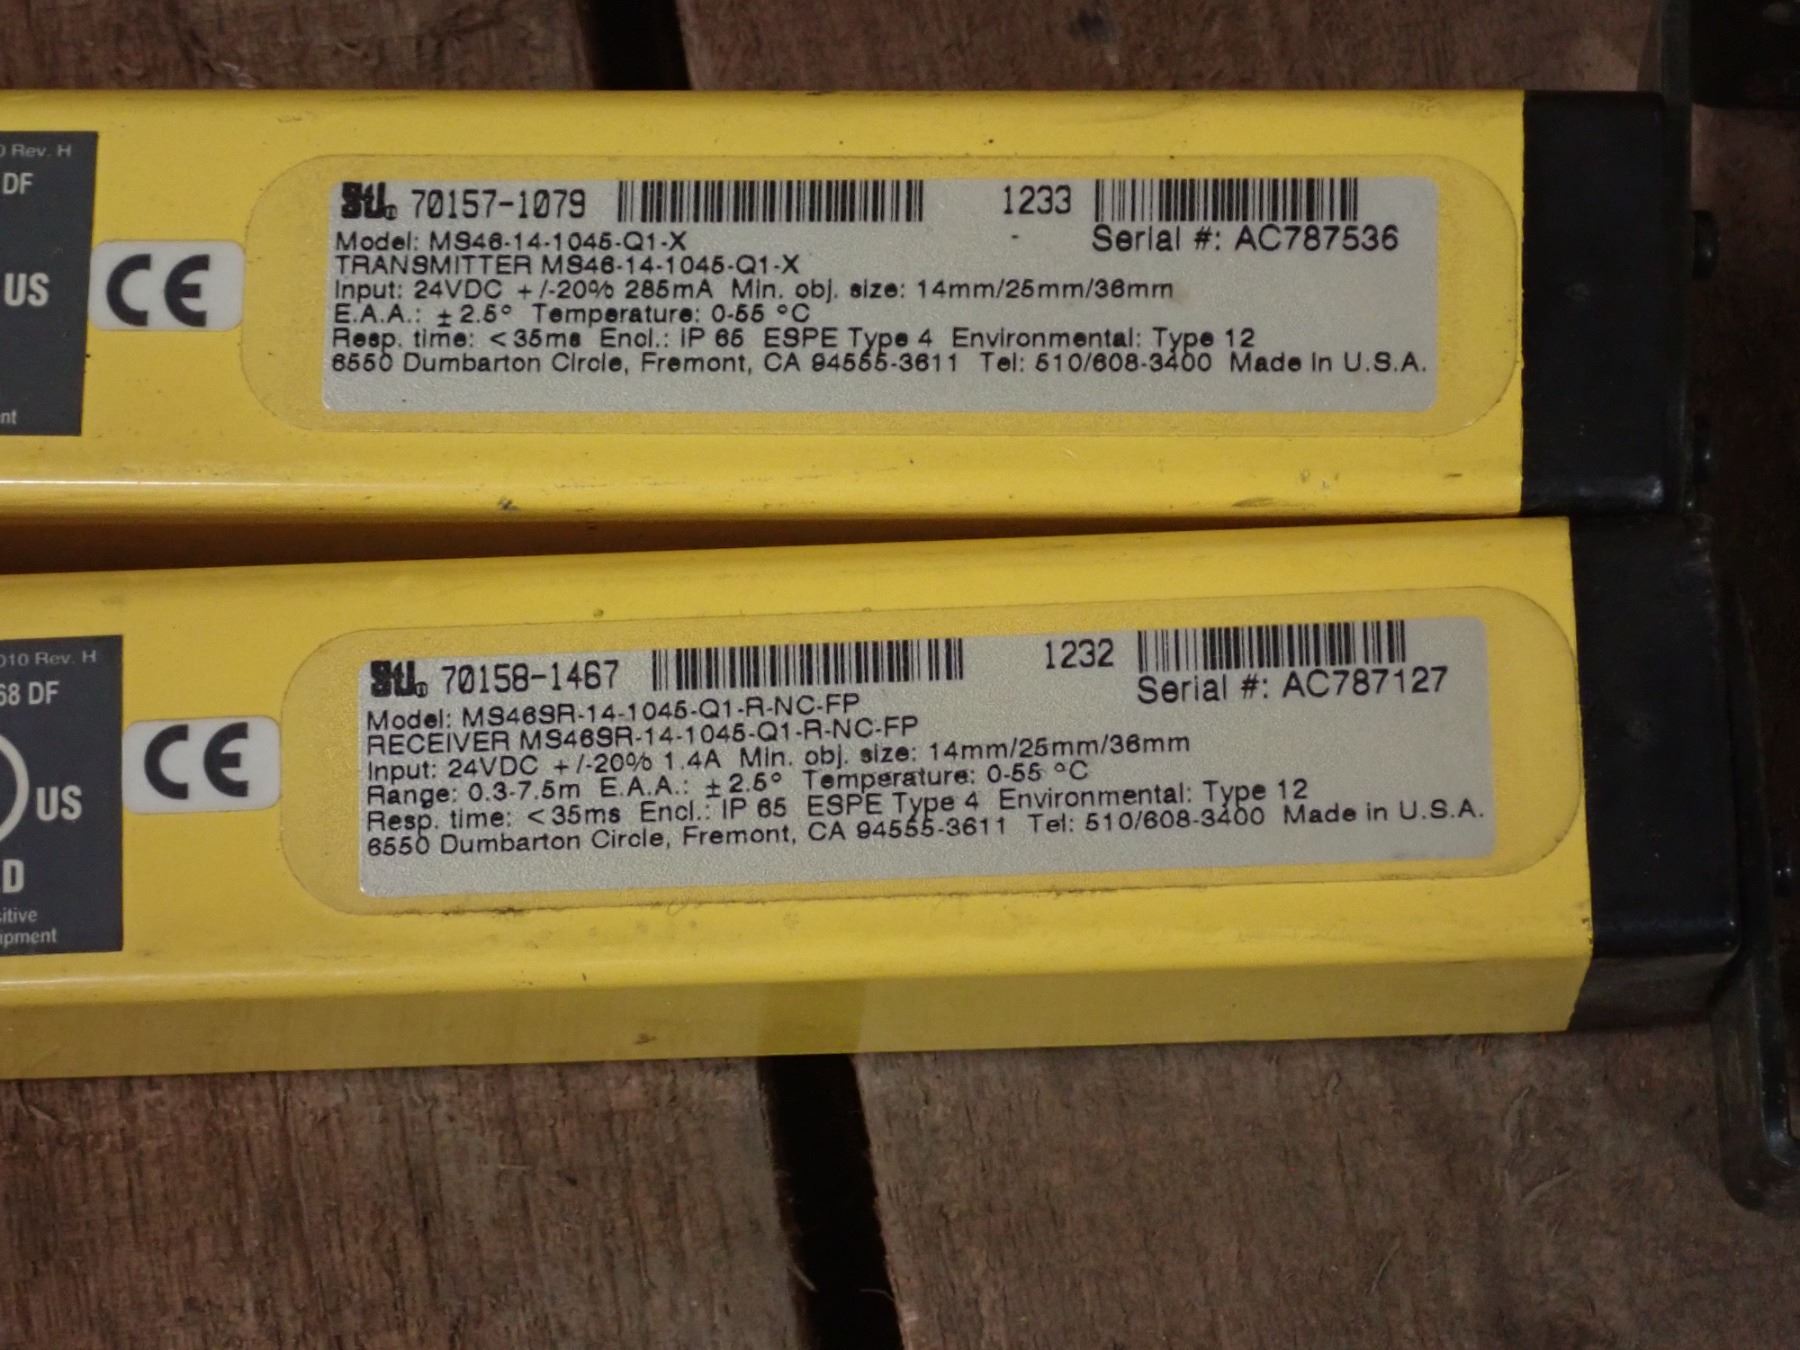 0 Rev. H
DF
US
nt
CE
STI® 70157-1079 1233
Model: MS46-14-1045-Q1-X Serial #: AC787536
TRANSMITTER MS46-14-1045-Q1-X
Input: 24VDC +/-20% 285mA Min. obj. size: 14mm/25mm/36mm
E.A.A.: ±2.5° Temperature: 0-55 °C
Resp. time: <35ms Encl.: IP 65 ESPE Type 4 Environmental: Type 12
6550 Dumbarton Circle, Fremont, CA 94555-3611 Tel: 510/608-3400 Made in U.S.A.
010 Rev. H
68 DF
US
D
sitive
ipment
CE
STI® 70158-1467 1232
Model: MS46SR-14-1045-Q1-R-NC-FP Serial #: AC787127
RECEIVER MS46SR-14-1045-Q1-R-NC-FP
Input: 24VDC +/-20% 1.4A Min. obj. size: 14mm/25mm/36mm
Range: 0.3-7.5m E.A.A.: ±2.5° Temperature: 0-55 °C
Resp. time: <35ms Encl.: IP 65 ESPE Type 4 Environmental: Type 12
6550 Dumbarton Circle, Fremont, CA 94555-3611 Tel: 510/608-3400 Made in U.S.A.